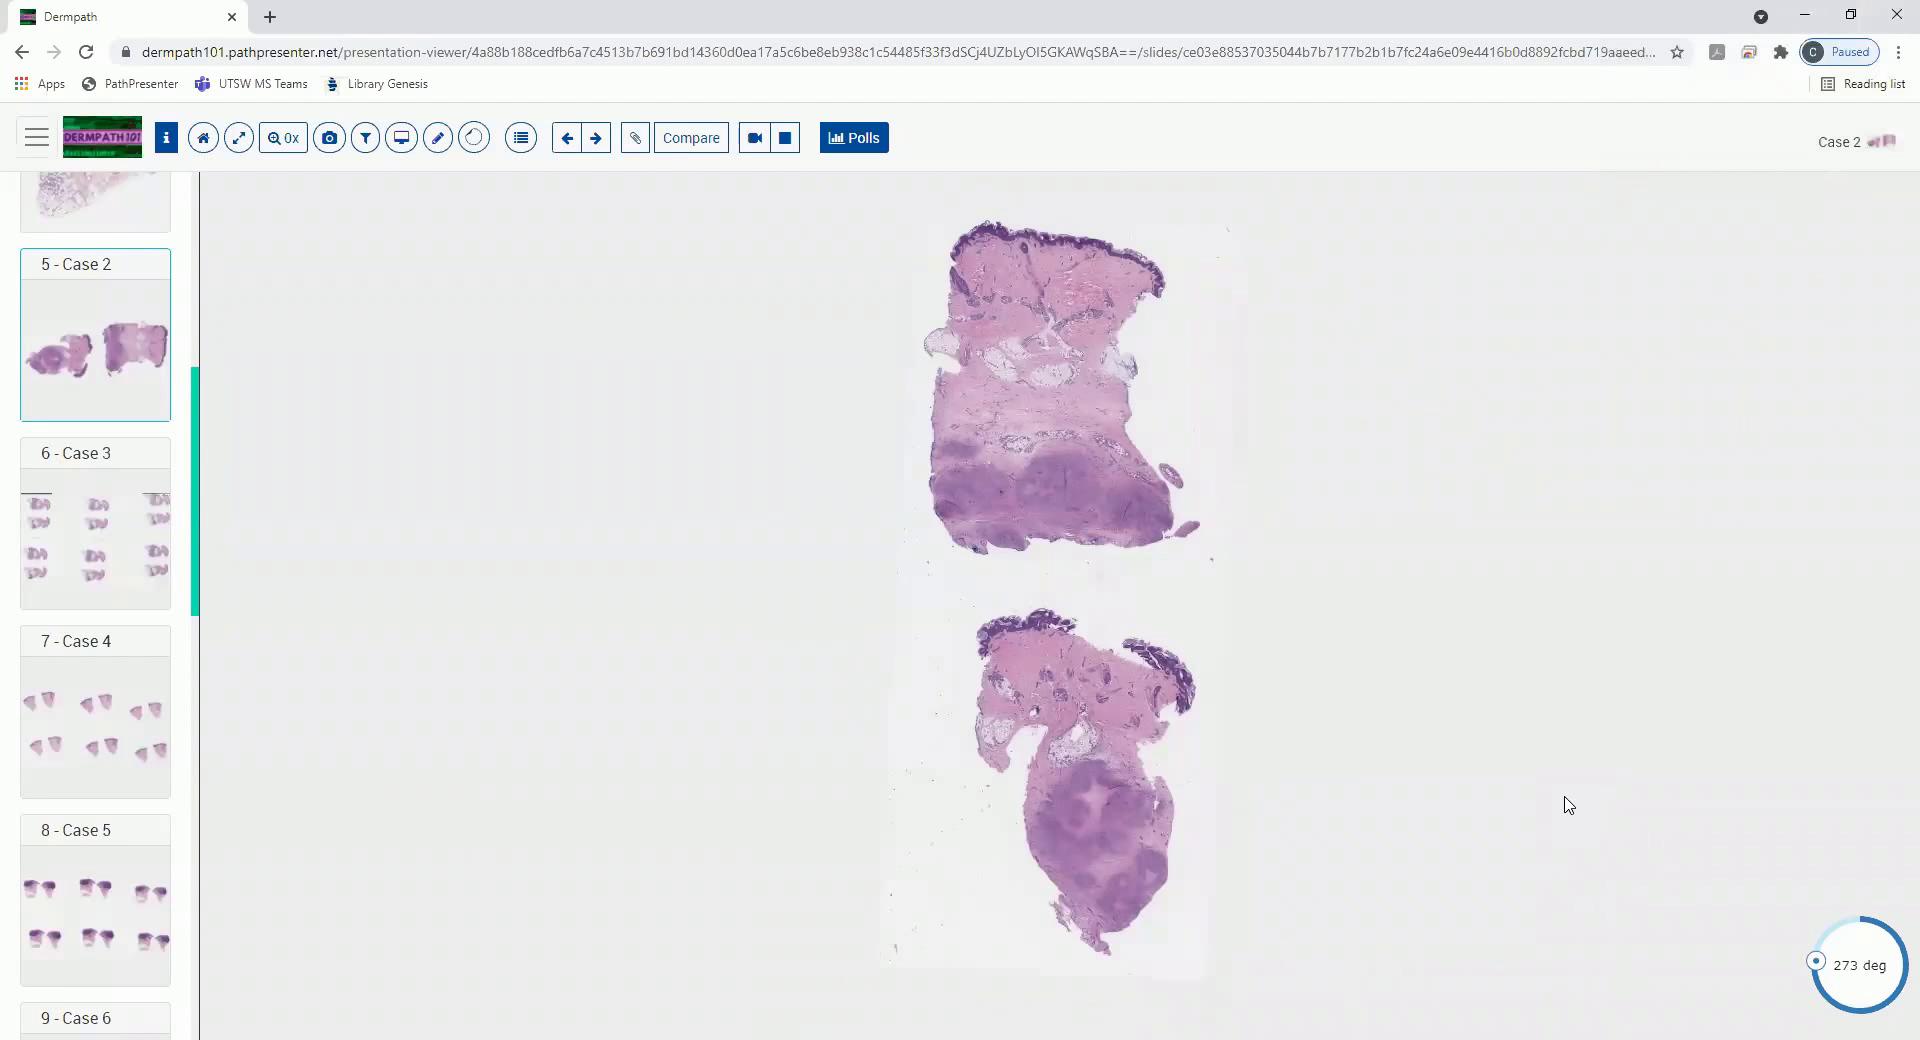 Dermpath
dermpath101.pathpresenter.net/presentation-viewer/4a88b188cedfb6a7c4513b7b691bd14360d0ea17a5c6be8eb938c1c54485f33f3dSCj4UZbLyOI5GKAWqSBA==/slides/ce03e88537035044b7b7177b2b1b7fc24a6e09e4416b0d8892fcbd719aaeed...
C Paused
Apps PathPresenter UTSW MS Teams Library Genesis Reading list
DERMPATH 101
0x
Compare
Polls
Case 2
5 - Case 2
6 - Case 3
7 - Case 4
8 - Case 5
9 - Case 6
273 deg